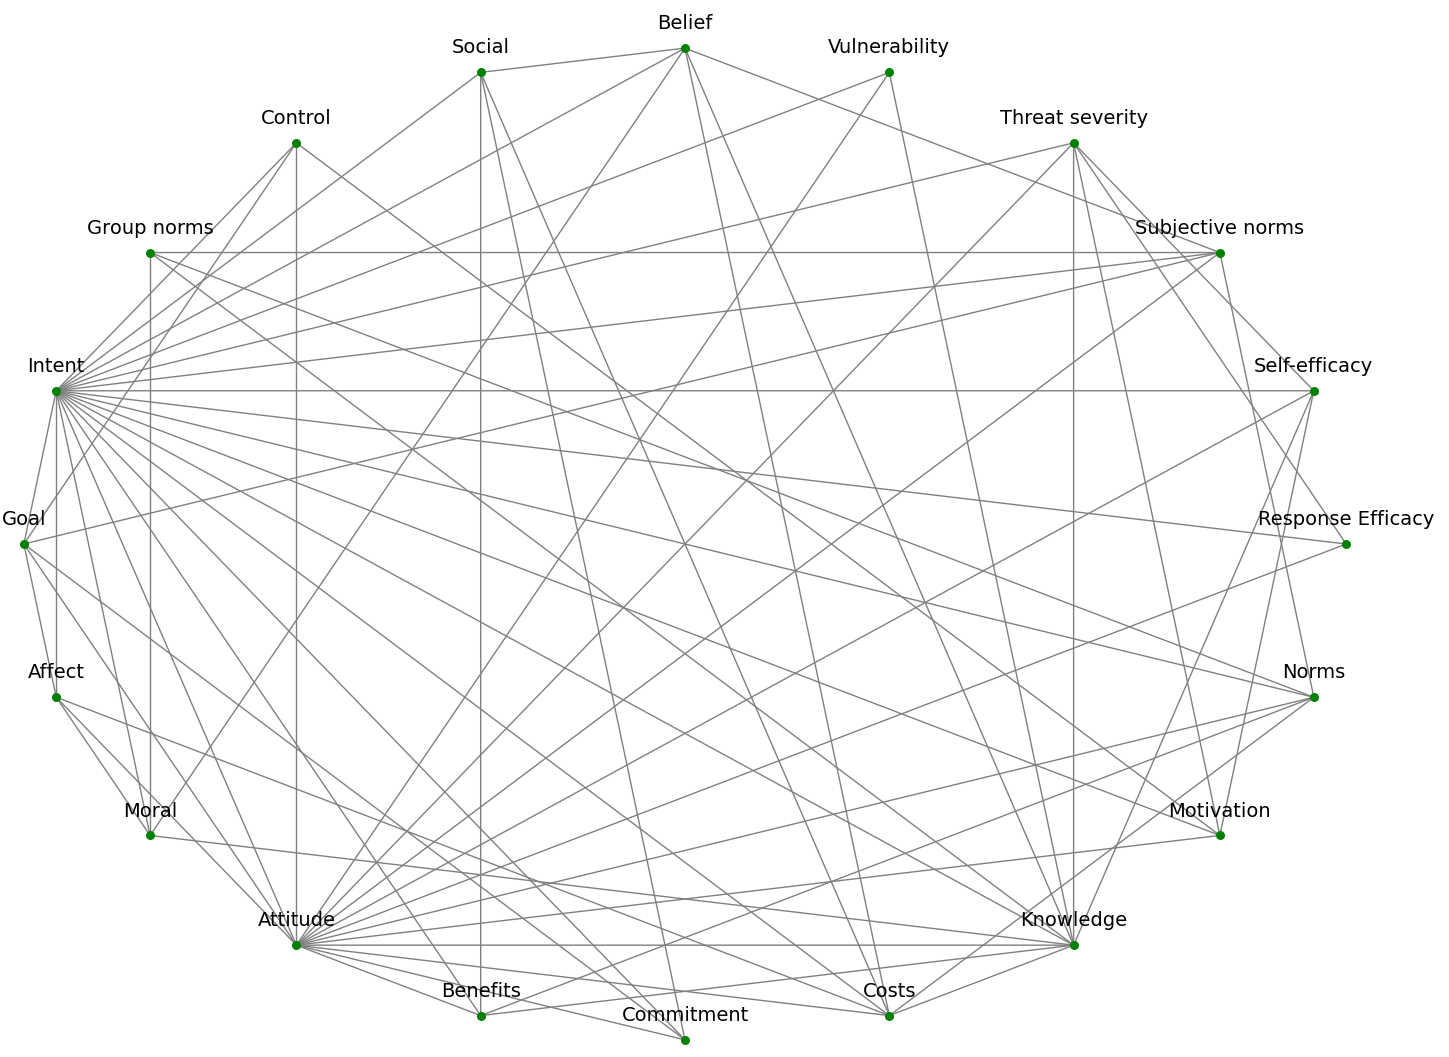 Belief
Social
Vulnerability
Control
Threat severity
Group norms
Subjective norms
Intent
Self-efficacy
Goal
Response Efficacy
Affect
Norms
Moral
Motivation
Attitude
Knowledge
Benefits
Costs
Commitment